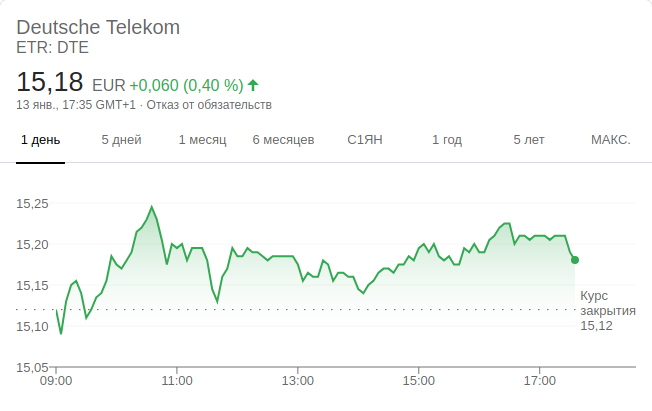 Deutsche Telekom
ETR: DTE
15,18 EUR +0,060 (0,40 %)
13 янв., 17:35 GMT+1 · Отказ от обязательств
1 день 5 дней 1 месяц 6 месяцев С1ЯН 1 год 5 лет МАКС.
15,25
15,20
15,15
15,10
15,05
Курс
закрытия
15,12
09:00 11:00 13:00 15:00 17:00